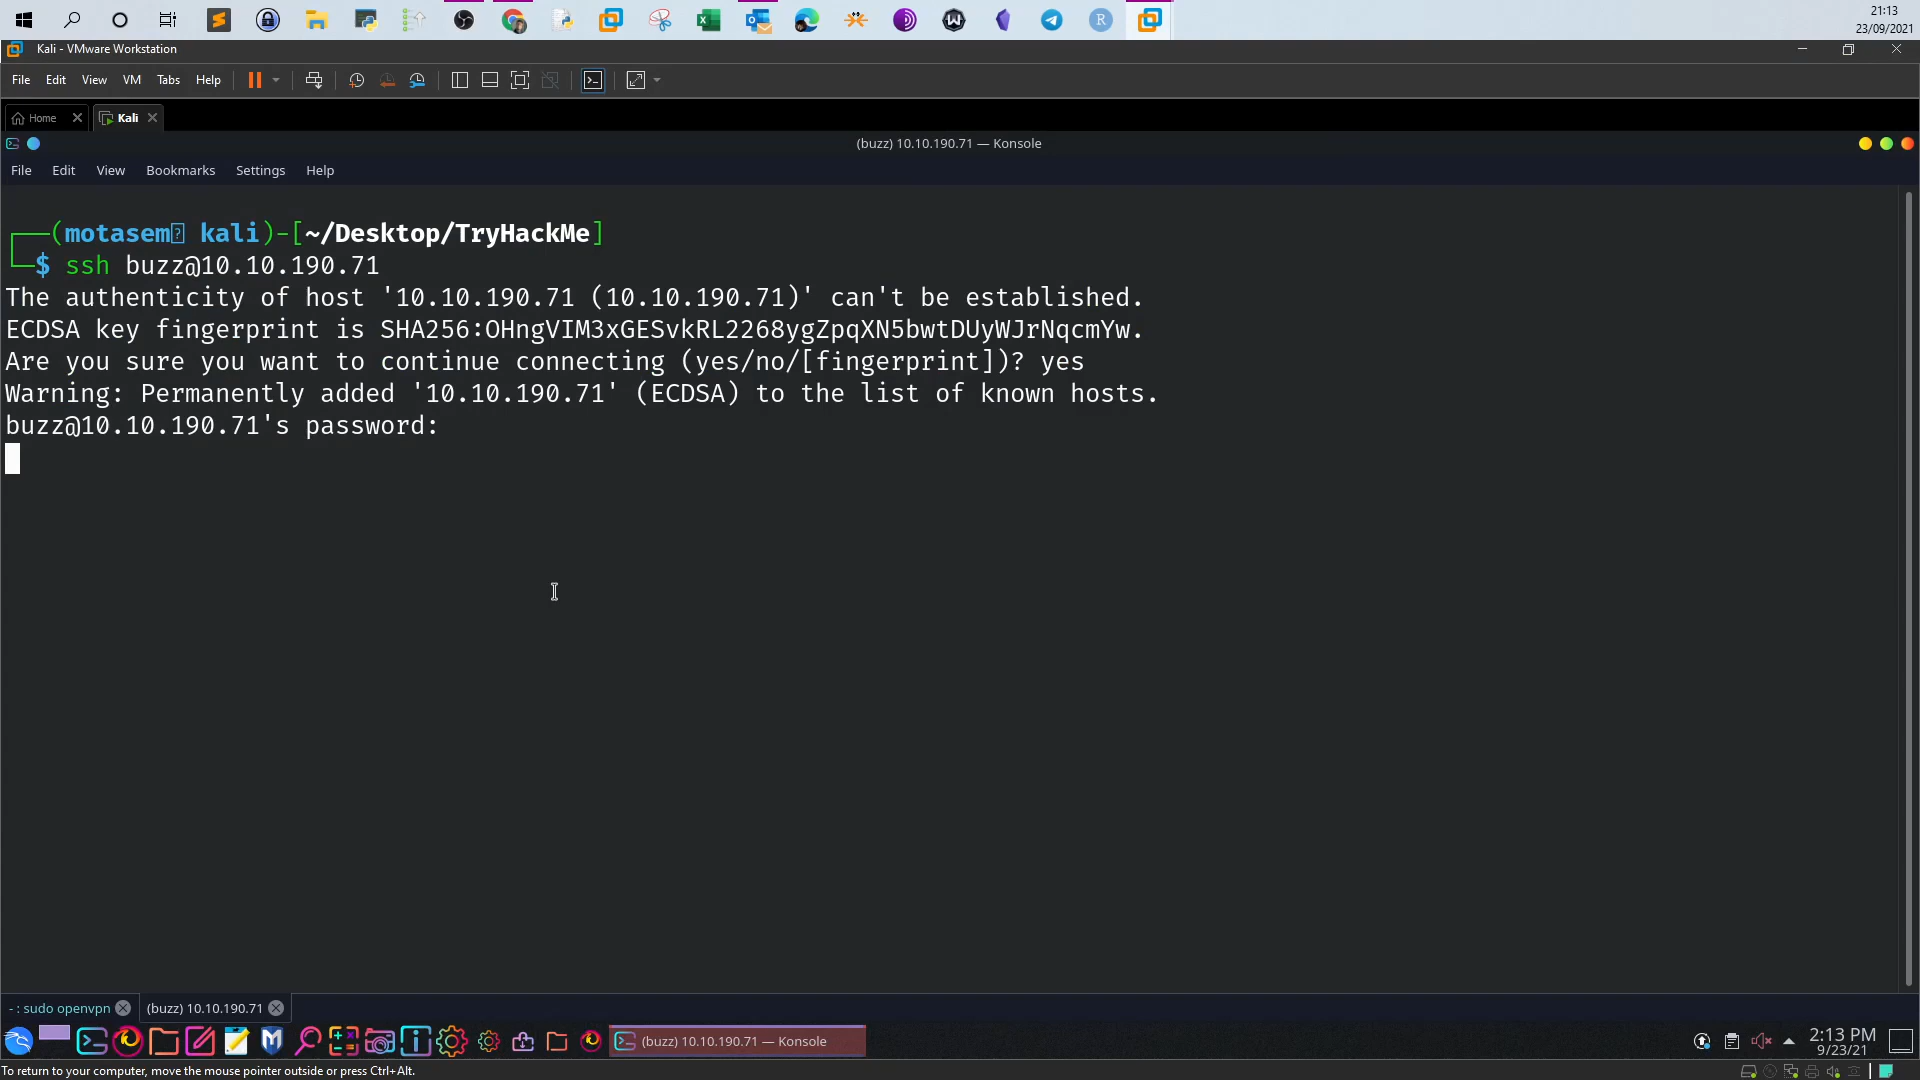 21:13
23/09/2021
Kali - VMware Workstation
File Edit View VM Tabs Help
Home Kali
(buzz) 10.10.190.71 — Konsole
File Edit View Bookmarks Settings Help
┌──(motasem kali)-[~/Desktop/TryHackMe]
└─$ ssh buzz@10.10.190.71
The authenticity of host '10.10.190.71 (10.10.190.71)' can't be established.
ECDSA key fingerprint is SHA256:OHngVIM3xGESvkRL2268ygZpqXN5bwtDUyWJrNqcmYw.
Are you sure you want to continue connecting (yes/no/[fingerprint])? yes
Warning: Permanently added '10.10.190.71' (ECDSA) to the list of known hosts.
buzz@10.10.190.71's password:
- : sudo openvpn (buzz) 10.10.190.71
(buzz) 10.10.190.71 — Konsole
2:13 PM
9/23/21
To return to your computer, move the mouse pointer outside or press Ctrl+Alt.